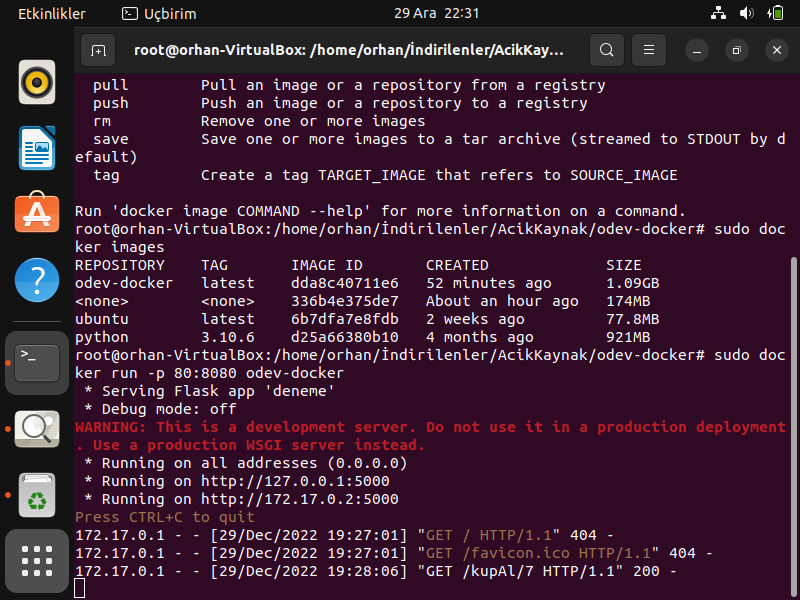 Etkinlikler
Uçbirim
29 Ara 22:31
root@orhan-VirtualBox: /home/orhan/İndirilenler/AcikKay...
pull Pull an image or a repository from a registry
push Push an image or a repository to a registry
rm Remove one or more images
save Save one or more images to a tar archive (streamed to STDOUT by d
efault)
tag Create a tag TARGET_IMAGE that refers to SOURCE_IMAGE
Run 'docker image COMMAND --help' for more information on a command.
root@orhan-VirtualBox:/home/orhan/İndirilenler/AcikKaynak/odev-docker# sudo doc
ker images
REPOSITORY TAG IMAGE ID CREATED SIZE
odev-docker latest dda8c40711e6 52 minutes ago 1.09GB
<none> <none> 336b4e375de7 About an hour ago 174MB
ubuntu latest 6b7dfa7e8fdb 2 weeks ago 77.8MB
python 3.10.6 d25a66380b10 4 months ago 921MB
root@orhan-VirtualBox:/home/orhan/İndirilenler/AcikKaynak/odev-docker# sudo doc
ker run -p 80:8080 odev-docker
* Serving Flask app 'deneme'
* Debug mode: off
WARNING: This is a development server. Do not use it in a production deployment
. Use a production WSGI server instead.
* Running on all addresses (0.0.0.0)
* Running on http://127.0.0.1:5000
* Running on http://172.17.0.2:5000
Press CTRL+C to quit
172.17.0.1 - - [29/Dec/2022 19:27:01] "GET / HTTP/1.1" 404 -
172.17.0.1 - - [29/Dec/2022 19:27:01] "GET /favicon.ico HTTP/1.1" 404 -
172.17.0.1 - - [29/Dec/2022 19:28:06] "GET /kupAl/7 HTTP/1.1" 200 -